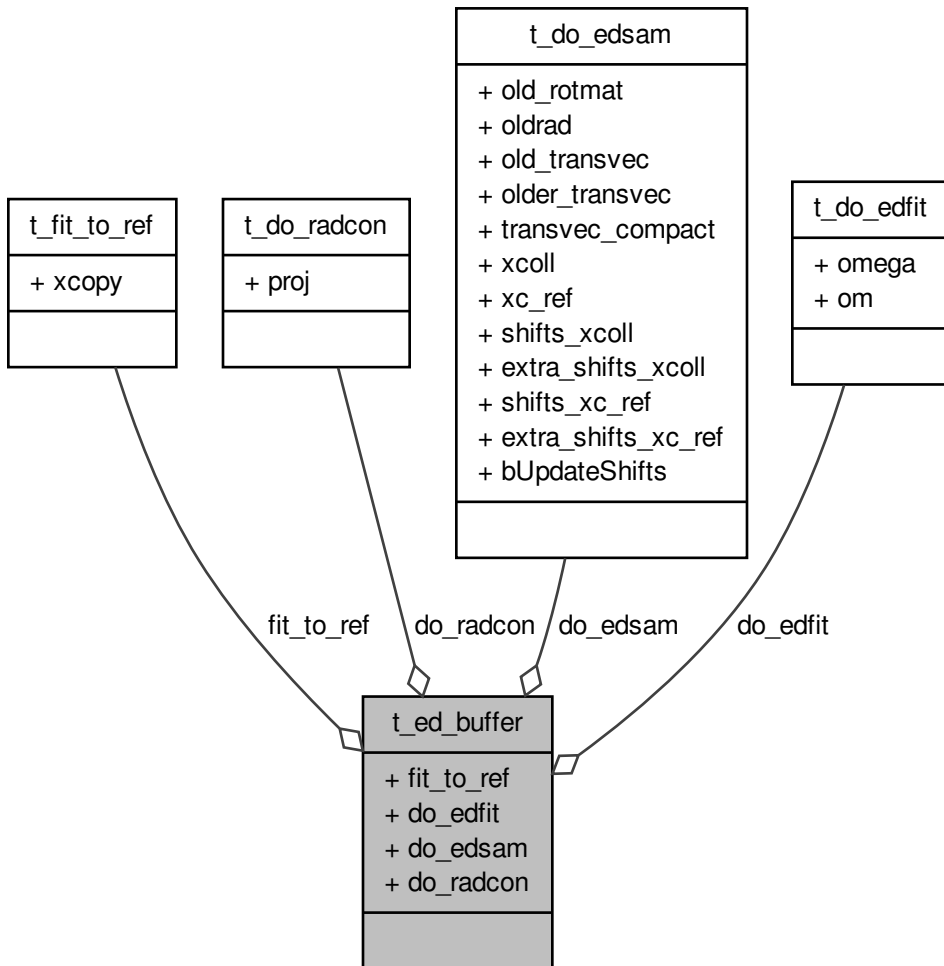 t_do_edsam
+ old_rotmat
+ oldrad
+ old_transvec
+ older_transvec
+ transvec_compact
+ xcoll
+ xc_ref
+ shifts_xcoll
+ extra_shifts_xcoll
+ shifts_xc_ref
+ extra_shifts_xc_ref
+ bUpdateShifts
t_fit_to_ref
+ xcopy
t_do_radcon
+ proj
t_do_edfit
+ omega
+ om
fit_to_ref
do_radcon
do_edsam
do_edfit
t_ed_buffer
+ fit_to_ref
+ do_edfit
+ do_edsam
+ do_radcon